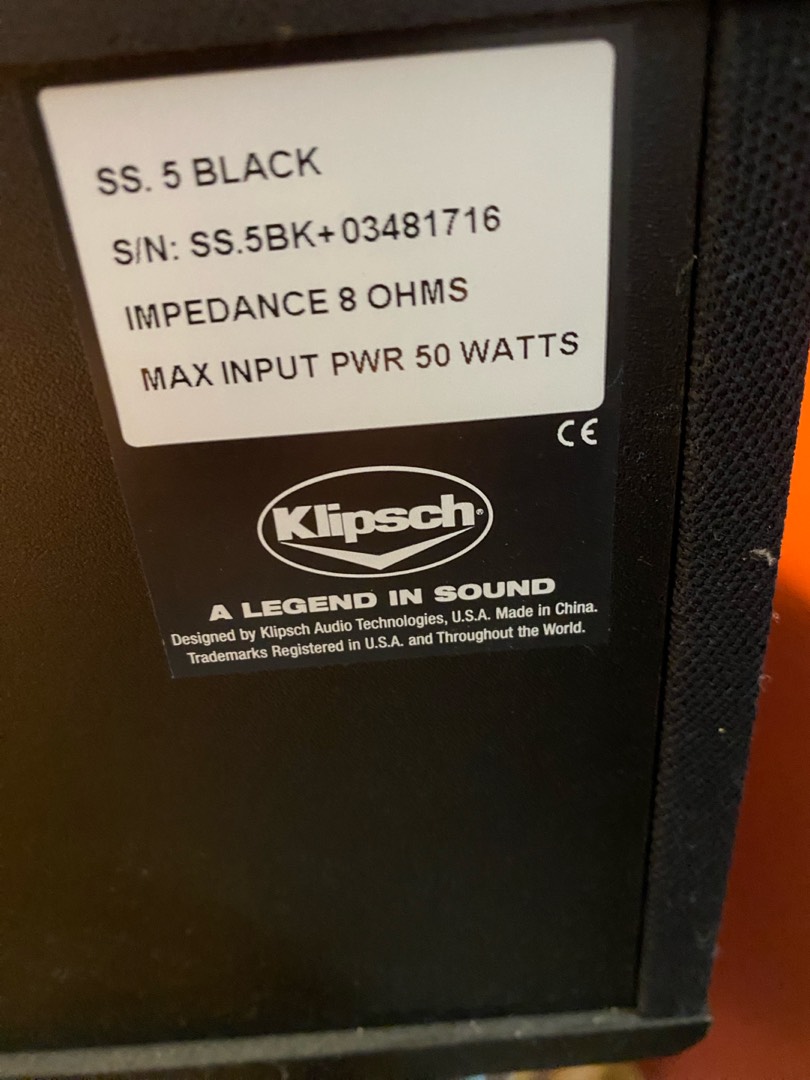 SS. 5 BLACK
S/N: SS.5BK+03481716
IMPEDANCE 8 OHMS
MAX INPUT PWR 50 WATTS
CE
Klipsch®
A LEGEND IN SOUND
Designed by Klipsch Audio Technologies, U.S.A. Made in China.
Trademarks Registered in U.S.A. and Throughout the World.